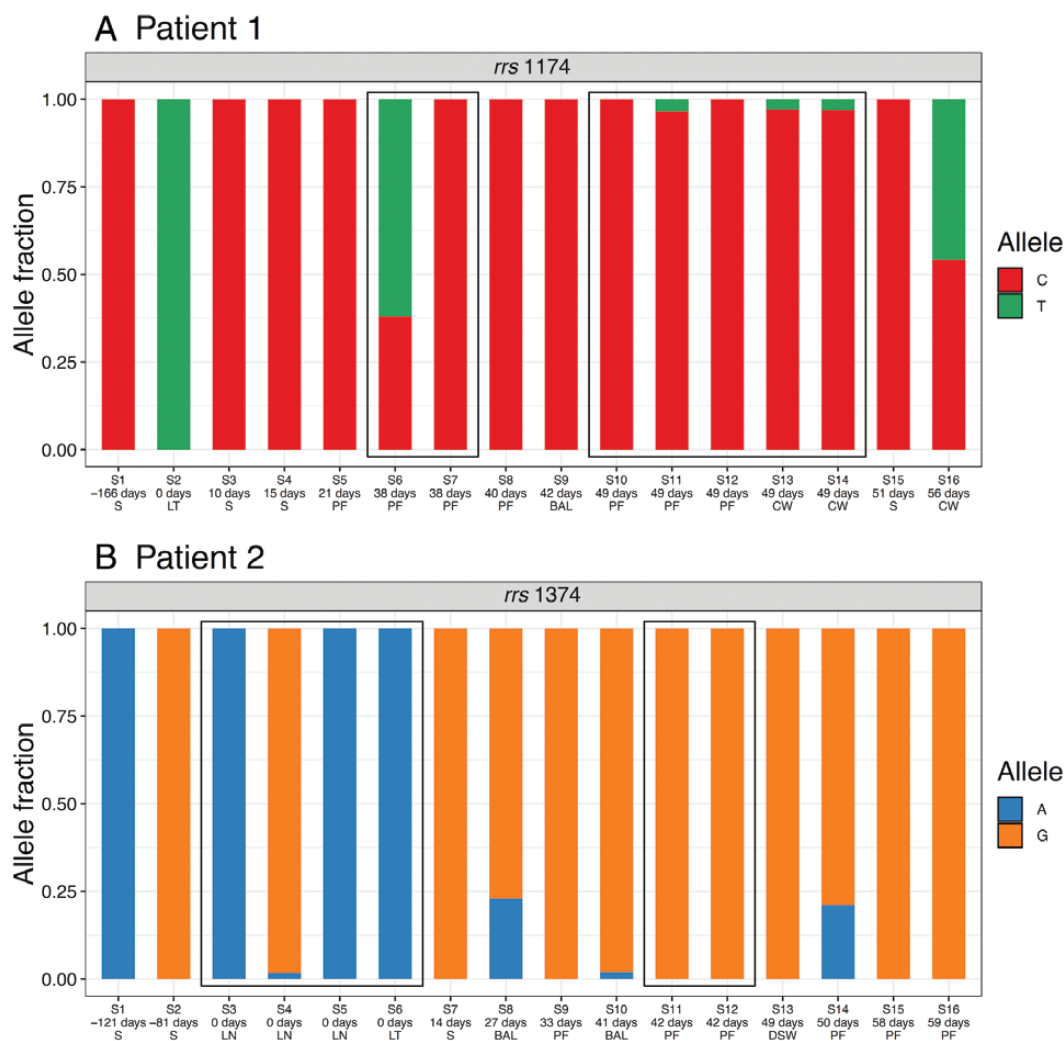 A Patient 1
rrs 1174
1.00
0.75
0.50
0.25
0.00
Allele fraction
S1 S2 S3 S4 S5 S6 S7 S8 S9 S10 S11 S12 S13 S14 S15 S16
−166 days 0 days 10 days 15 days 21 days 38 days 38 days 40 days 42 days 49 days 49 days 49 days 49 days 49 days 51 days 56 days
S LT S S PF PF PF PF BAL PF PF PF CW CW S CW
Allele
C
T
B Patient 2
rrs 1374
1.00
0.75
0.50
0.25
0.00
Allele fraction
S1 S2 S3 S4 S5 S6 S7 S8 S9 S10 S11 S12 S13 S14 S15 S16
−121 days −81 days 0 days 0 days 0 days 0 days 14 days 27 days 33 days 41 days 42 days 42 days 49 days 50 days 58 days 59 days
S S LN LN LN LT S BAL PF BAL PF PF DSW PF PF PF
Allele
A
G